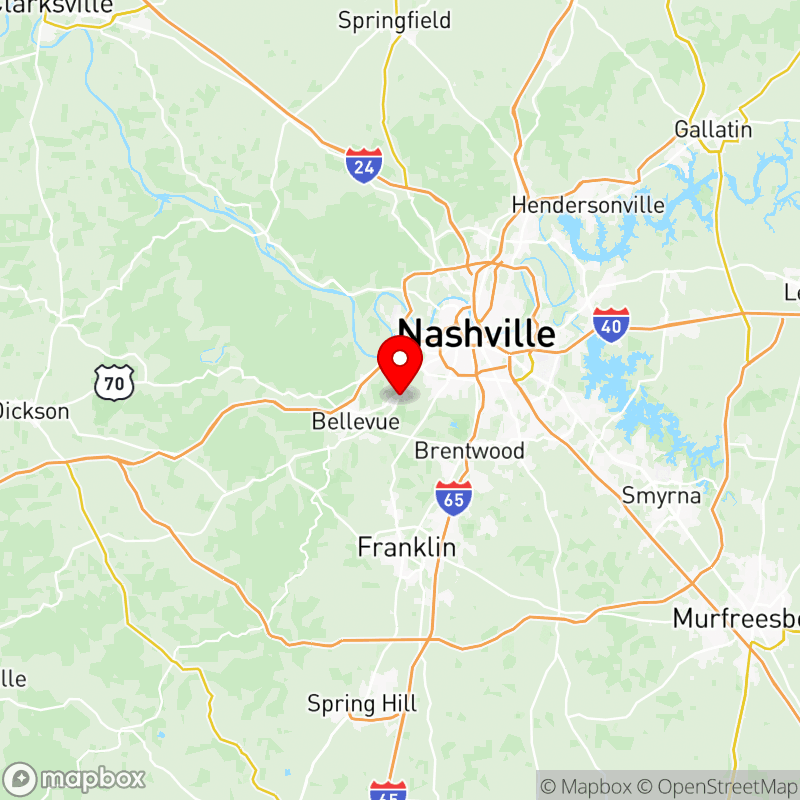 Clarksville
Springfield
24
Gallatin
Hendersonville
Le
Nashville
40
70
Dickson
Bellevue
Brentwood
65
Smyrna
Franklin
Murfreesbo
lle
Spring Hill
65
mapbox
© Mapbox © OpenStreetMap